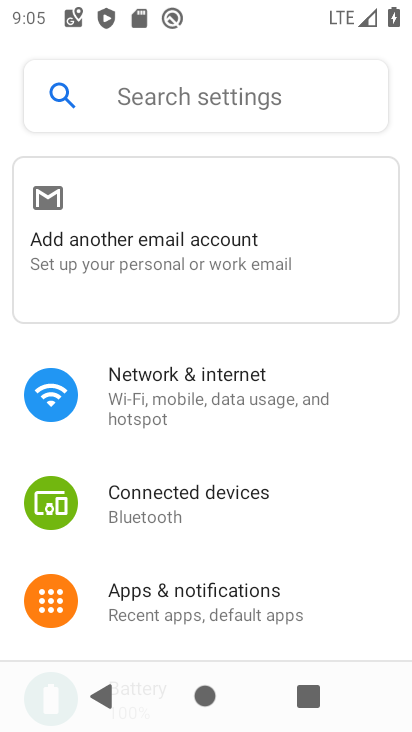 9:05
LTE
Search settings
Add another email account
Set up your personal or work email
Network & internet
Wi-Fi, mobile, data usage, and
hotspot
Connected devices
Bluetooth
Apps & notifications
Recent apps, default apps
Battery
100%